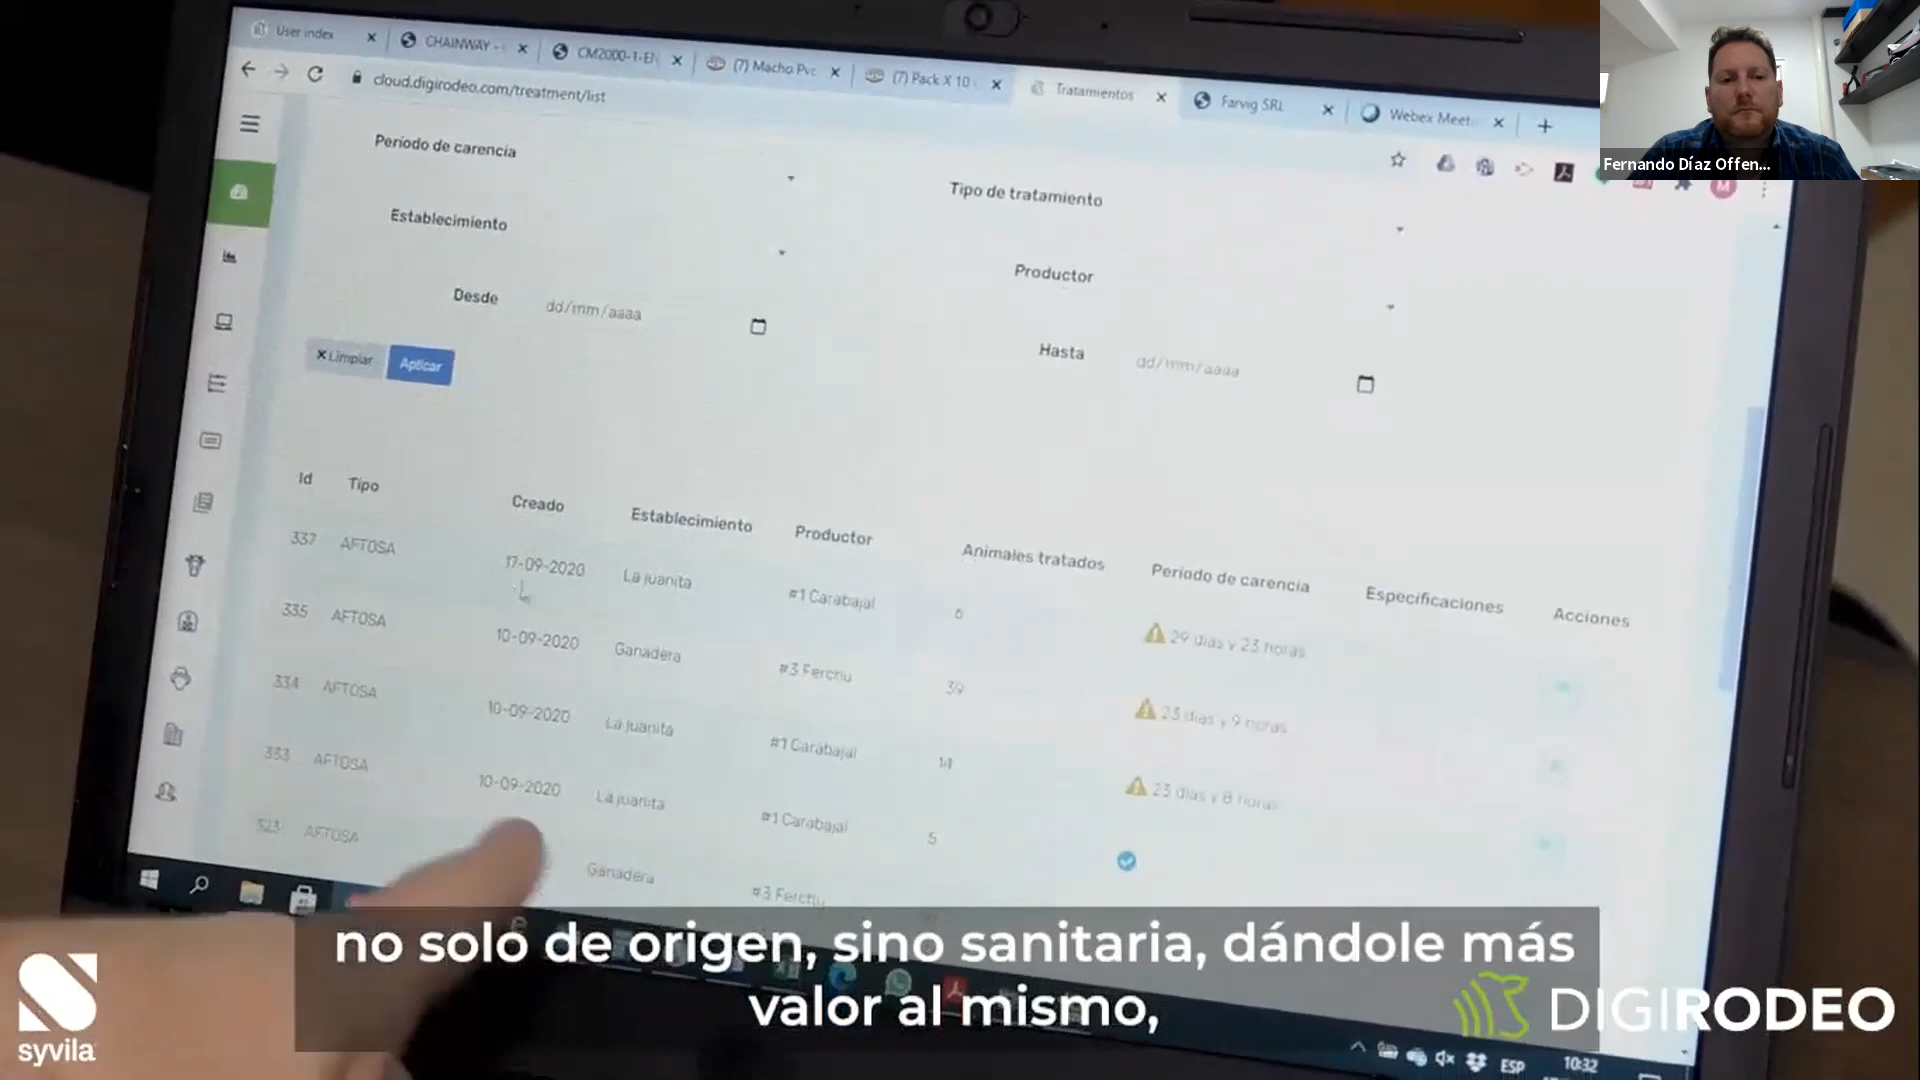 User index
CHAINWAY -
CM2000-1-EN
(7) Macho Pvc
(7) Pack X 10
Tratamientos
Farvig SRL
Webex Meet
cloud.digirodeo.com/treatment/list
Fernando Díaz Offen...
Período de carencia
Tipo de tratamiento
Establecimiento
Productor
Desde dd/mm/aaaa
Hasta dd/mm/aaaa
Limpiar Aplicar
Id Tipo Creado Establecimiento Productor Animales tratados Período de carencia Especificaciones Acciones
337 AFTOSA 17-09-2020 La juanita #1 Carabajal 6 29 días y 23 horas
335 AFTOSA 10-09-2020 Ganadera #3 Ferctiu 39 23 días y 9 horas
334 AFTOSA 10-09-2020 La juanita #1 Carabajal 23 días y 8 horas
333 AFTOSA 10-09-2020 La juanita #1 Carabajal 5
323 AFTOSA Ganadera #3 Ferctiu
no solo de origen, sino sanitaria, dándole más
valor al mismo,
syvila
DIGIRODEO
ESP 10:32